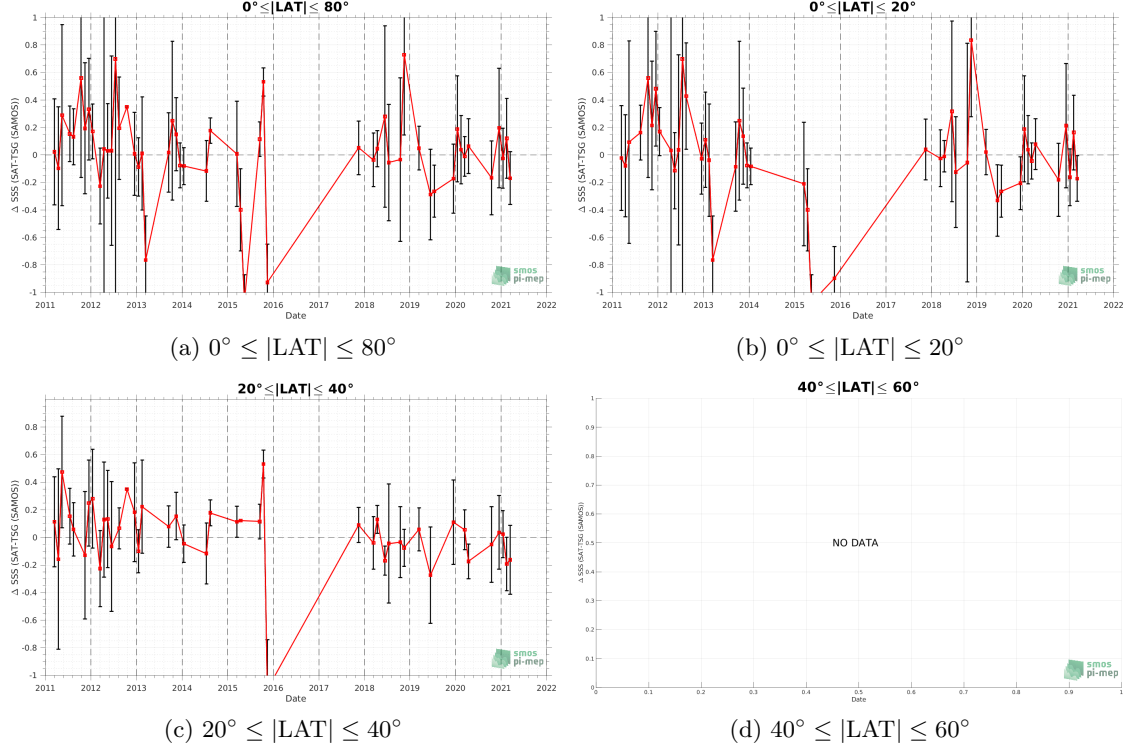 0°≤|LAT|≤ 80°
Δ SSS (SAT-TSG (SAMOS))
1
0.8
0.6
0.4
0.2
0
-0.2
-0.4
-0.6
-0.8
-1
2011 2012 2013 2014 2015 2016 2017 2018 2019 2020 2021 2022
Date
smos
pi-mep
(a) 0° ≤ |LAT| ≤ 80°
0°≤|LAT|≤ 20°
Δ SSS (SAT-TSG (SAMOS))
1
0.8
0.6
0.4
0.2
0
-0.2
-0.4
-0.6
-0.8
-1
2011 2012 2013 2014 2015 2016 2017 2018 2019 2020 2021 2022
Date
smos
pi-mep
(b) 0° ≤ |LAT| ≤ 20°
20°≤|LAT|≤ 40°
Δ SSS (SAT-TSG (SAMOS))
0.8
0.6
0.4
0.2
0
-0.2
-0.4
-0.6
-0.8
-1
2011 2012 2013 2014 2015 2016 2017 2018 2019 2020 2021 2022
Date
smos
pi-mep
(c) 20° ≤ |LAT| ≤ 40°
40°≤|LAT|≤ 60°
Δ SSS (SAT-TSG (SAMOS))
1
0.9
0.8
0.7
0.6
0.5
0.4
0.3
0.2
0.1
0
NO DATA
0 0.1 0.2 0.3 0.4 0.5 0.6 0.7 0.8 0.9 1
Date
smos
pi-mep
(d) 40° ≤ |LAT| ≤ 60°